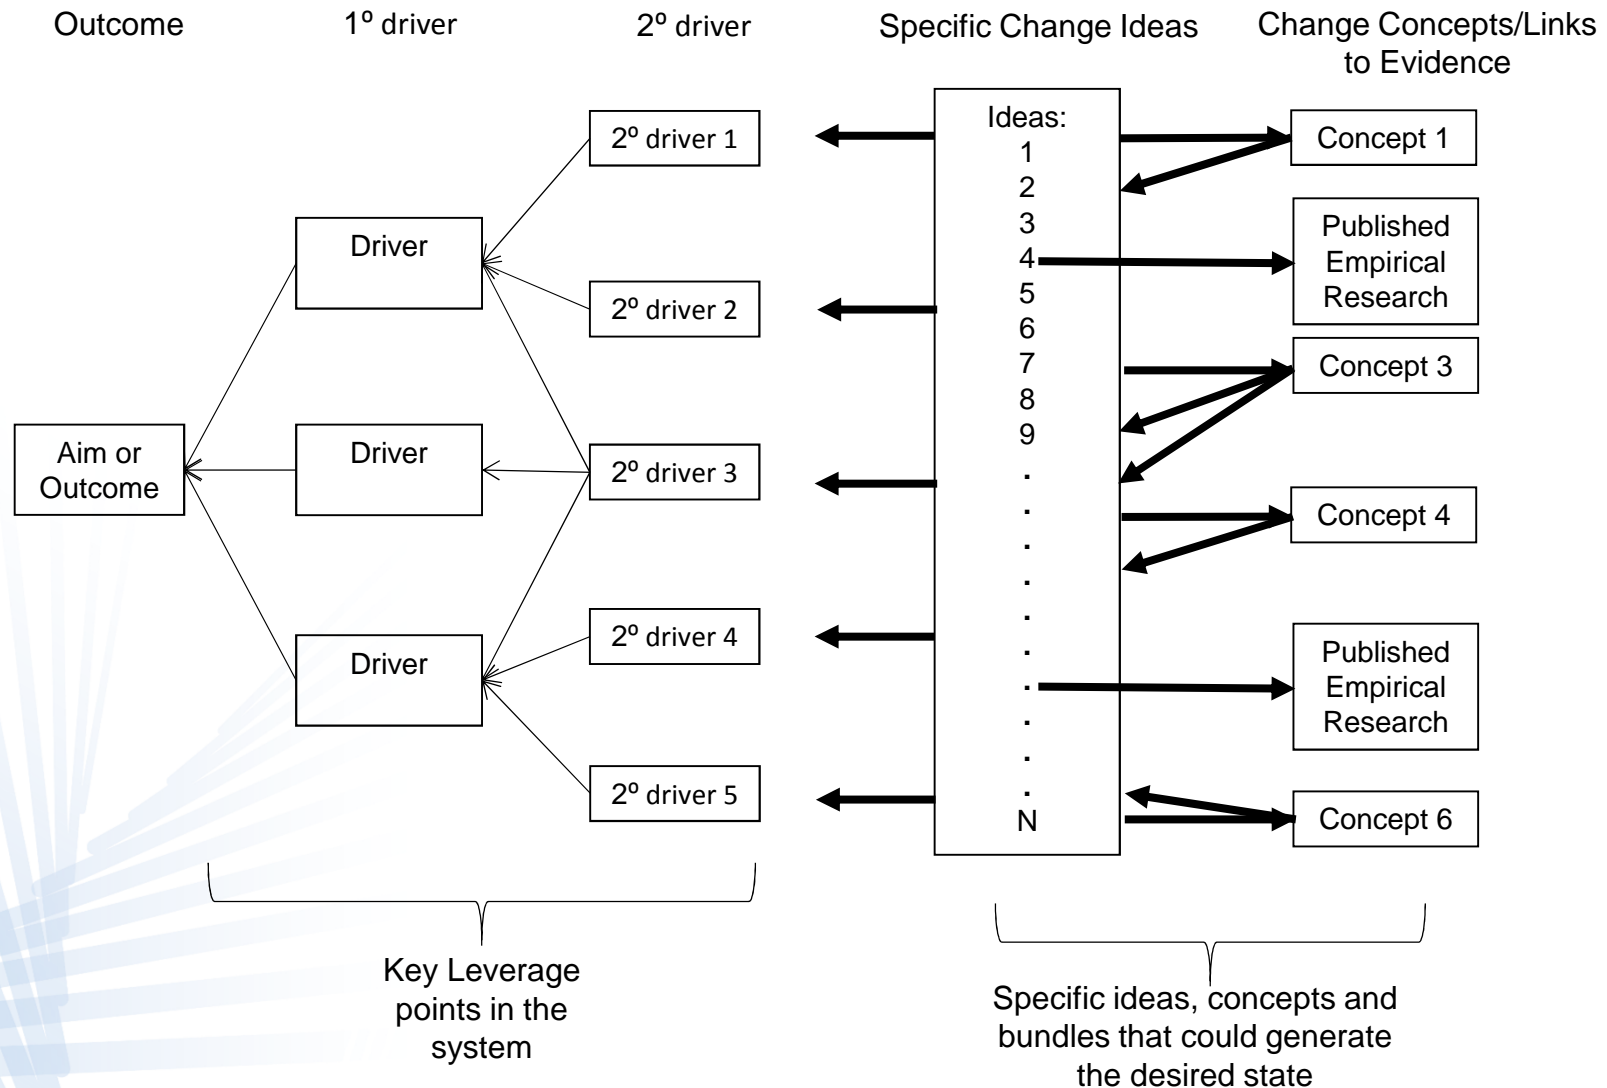 Outcome
1º driver
2º driver
Specific Change Ideas
Change Concepts/Links
to Evidence
Aim or
Outcome
Driver
Driver
Driver
2º driver 1
2º driver 2
2º driver 3
2º driver 4
2º driver 5
Ideas:
1
2
3
4
5
6
7
8
9
.
.
.
.
.
.
.
.
.
.
N
Concept 1
Published
Empirical
Research
Concept 3
Concept 4
Published
Empirical
Research
Concept 6
Key Leverage
points in the
system
Specific ideas, concepts and
bundles that could generate
the desired state